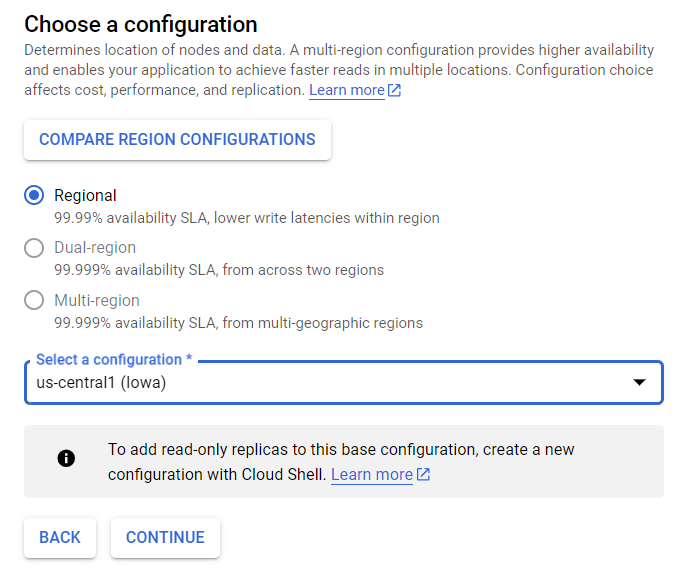 Choose a configuration
Determines location of nodes and data. A multi-region configuration provides higher availability
and enables your application to achieve faster reads in multiple locations. Configuration choice
affects cost, performance, and replication. Learn more
COMPARE REGION CONFIGURATIONS
Regional
99.99% availability SLA, lower write latencies within region
Dual-region
99.999% availability SLA, from across two regions
Multi-region
99.999% availability SLA, from multi-geographic regions
Select a configuration *
us-central1 (Iowa)
To add read-only replicas to this base configuration, create a new
configuration with Cloud Shell. Learn more
BACK CONTINUE